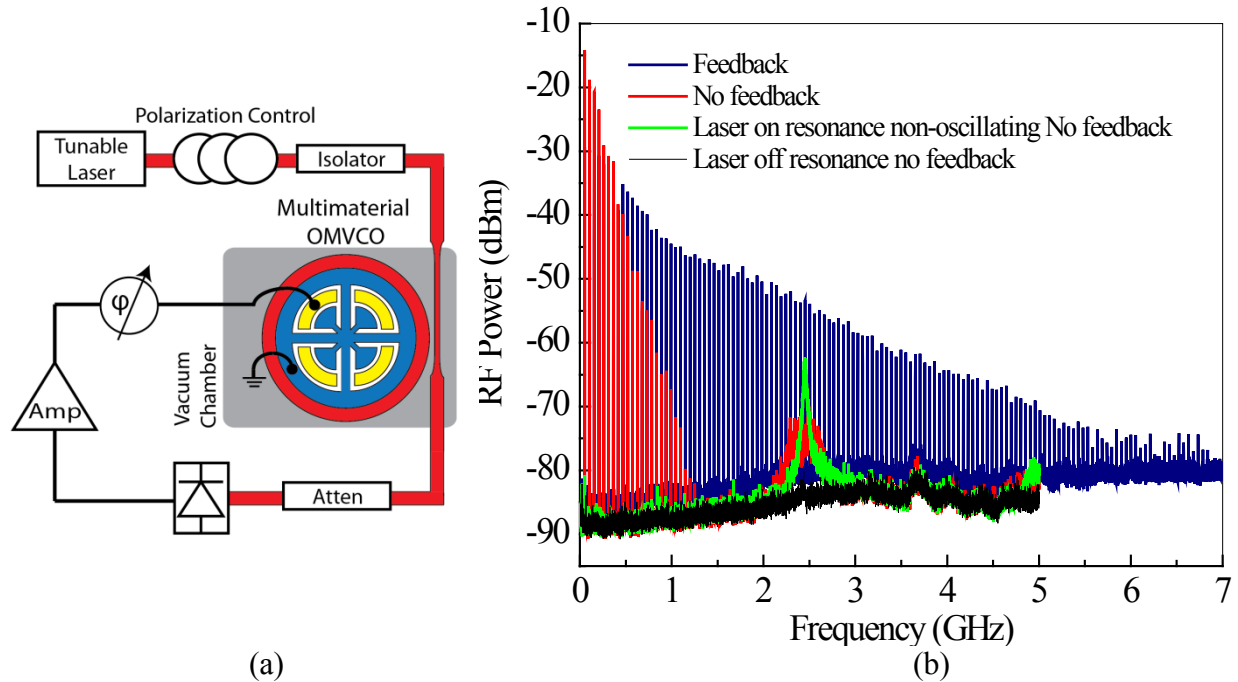 Polarization Control
Tunable
Laser
Isolator
Multimaterial
OMVCO
φ
Vacuum
Chamber
Amp
Atten
(a)
-10
-20
-30
-40
-50
-60
-70
-80
-90
RF Power (dBm)
Feedback
No feedback
Laser on resonance non-oscillating No feedback
Laser off resonance no feedback
0 1 2 3 4 5 6 7
Frequency (GHz)
(b)